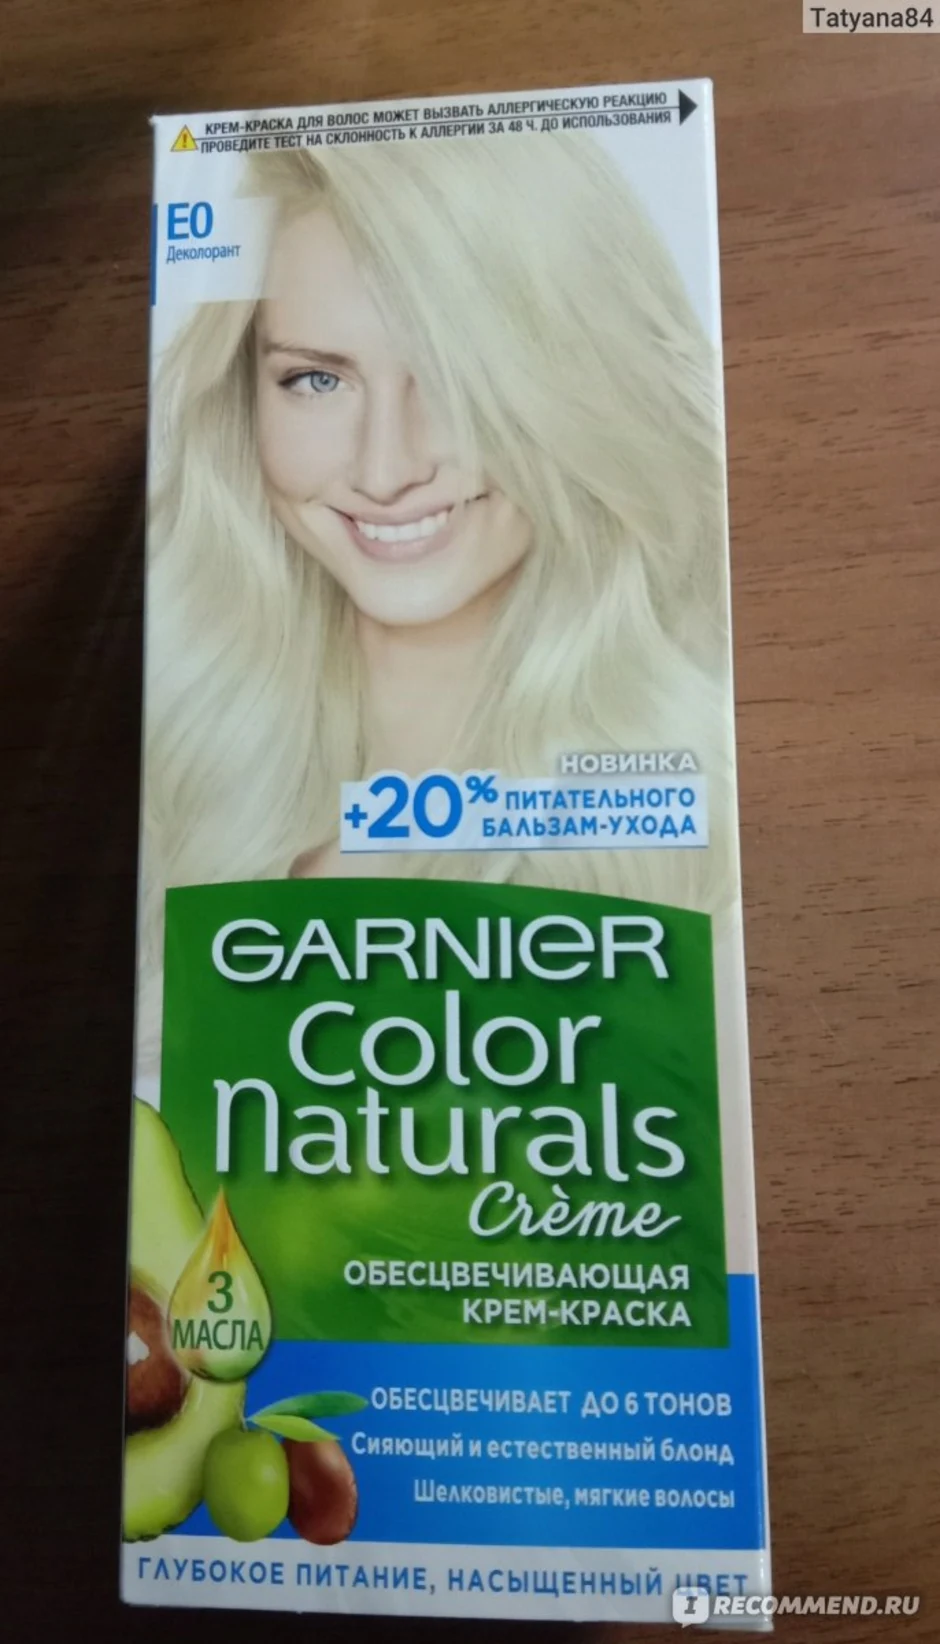 Tatyana84
КРЕМ-КРАСКА ДЛЯ ВОЛОС МОЖЕТ ВЫЗВАТЬ АЛЛЕРГИЧЕСКУЮ РЕАКЦИЮ
ПРОВЕДИТЕ ТЕСТ НА СКЛОННОСТЬ К АЛЛЕРГИИ ЗА 48 Ч. ДО ИСПОЛЬЗОВАНИЯ
E0
Деколорант
НОВИНКА
+20% ПИТАТЕЛЬНОГО
БАЛЬЗАМ-УХОДА
GARNIER
Color
Naturals
Crème
ОБЕСЦВЕЧИВАЮЩАЯ
КРЕМ-КРАСКА
3
МАСЛА
ОБЕСЦВЕЧИВАЕТ ДО 6 ТОНОВ
Сияющий и естественный блонд
Шелковистые, мягкие волосы
ГЛУБОКОЕ ПИТАНИЕ, НАСЫЩЕННЫЙ ЦВЕТ
I RECOMMEND.RU